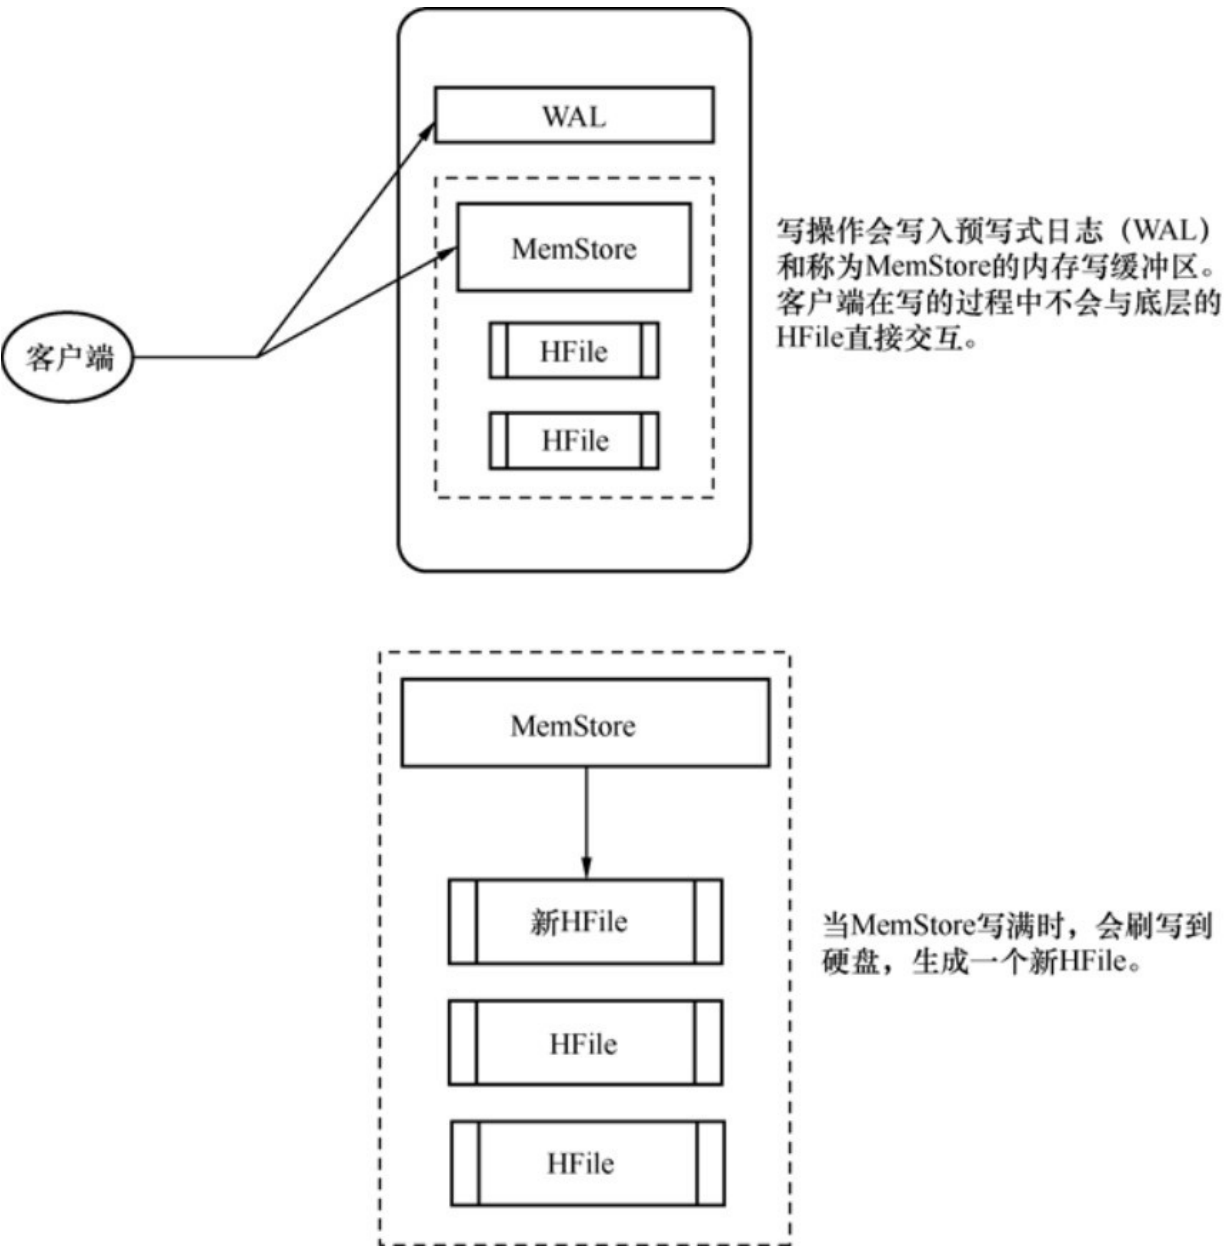 WAL
MemStore
HFile
HFile
客户端
写操作会写入预写式日志（WAL）
和称为MemStore的内存写缓冲区。
客户端在写的过程中不会与底层的
HFile直接交互。
MemStore
新HFile
HFile
HFile
当MemStore写满时，会刷写到
硬盘，生成一个新HFile。